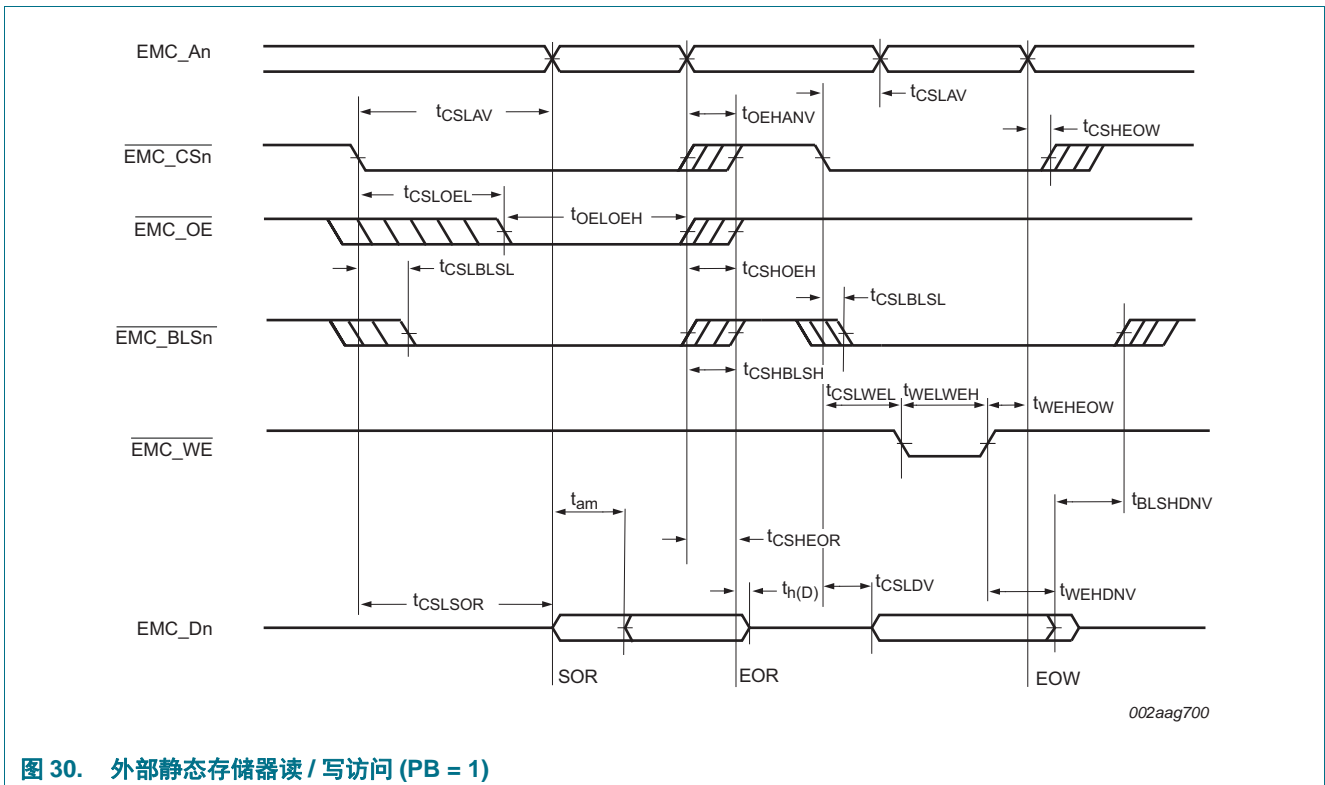 EMC_An
tCSLAV
tOEHANV
tCSLAV
tCSHEOW
EMC_CSn
tCSLOEL
tOELOEH
EMC_OE
tCSLBLSL
tCSHOEH
tCSLBLSL
EMC_BLSn
tCSHBLSH
tCSLWEL
tWELWEH
tWEHEOW
EMC_WE
tam
tBLSHDNV
tCSHEOR
tCSLSOR
th(D)
tCSLDV
tWEHDNV
EMC_Dn
SOR
EOR
EOW
002aag700
图 30. 外部静态存储器读 / 写访问 (PB = 1)